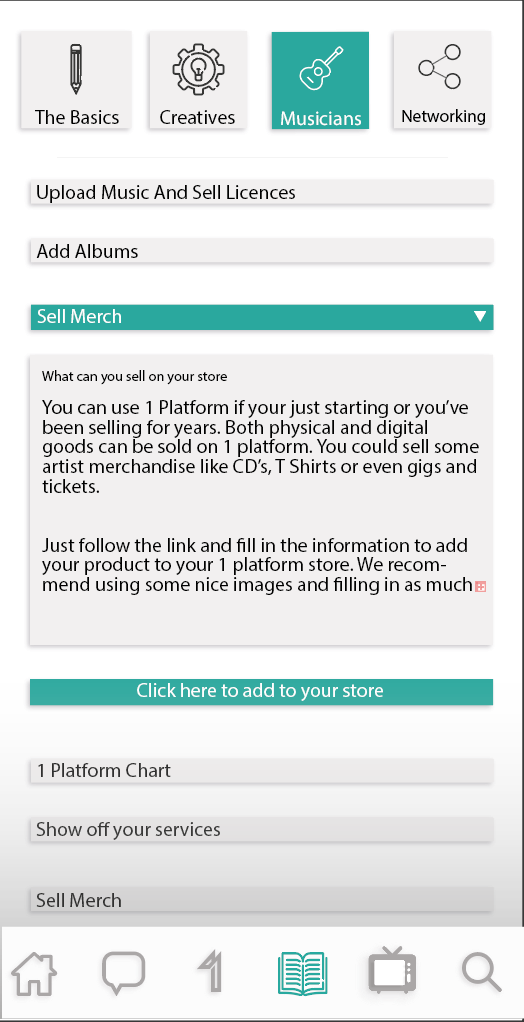 The Basics
Creatives
Musicians
Networking
Upload Music And Sell Licences
Add Albums
Sell Merch
What can you sell on your store
You can use 1 Platform if your just starting or you’ve
been selling for years. Both physical and digital
goods can be sold on 1 platform. You could sell some
artist merchandise like CD’s, T Shirts or even gigs and
tickets.
Just follow the link and fill in the information to add
your product to your 1 platform store. We recom-
mend using some nice images and filling in as much
Click here to add to your store
1 Platform Chart
Show off your services
Sell Merch
1